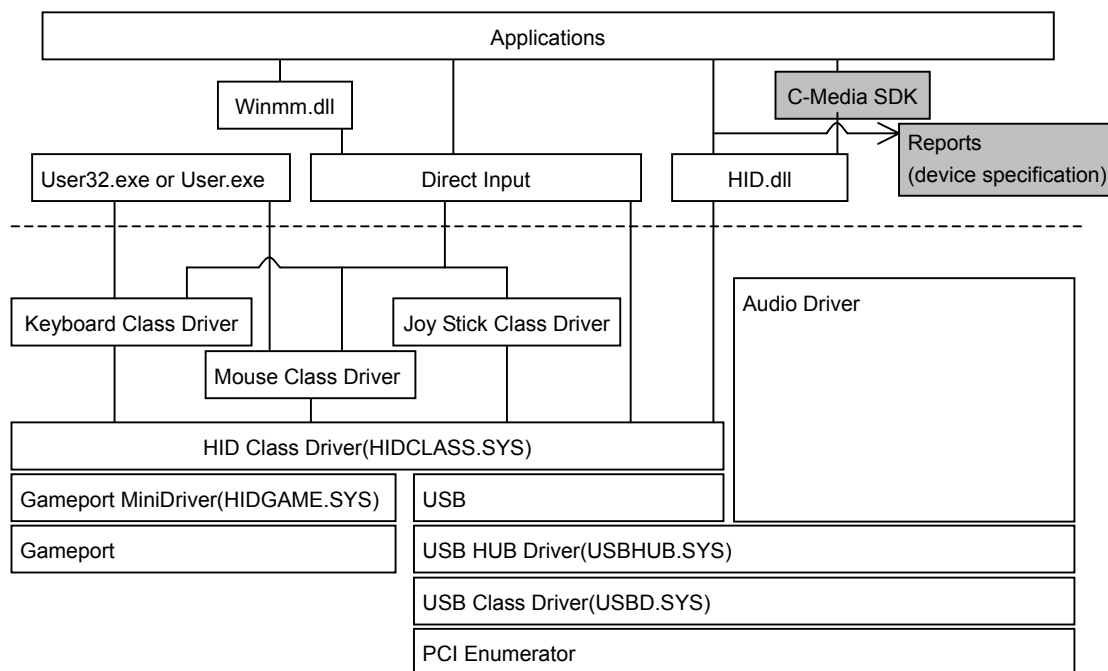 Applications
Winmm.dll
C-Media SDK
Reports
(device specification)
User32.exe or User.exe
Direct Input
HID.dll
Audio Driver
Keyboard Class Driver
Joy Stick Class Driver
Mouse Class Driver
HID Class Driver(HIDCLASS.SYS)
Gameport MiniDriver(HIDGAME.SYS)
USB
Gameport
USB HUB Driver(USBHUB.SYS)
USB Class Driver(USBD.SYS)
PCI Enumerator